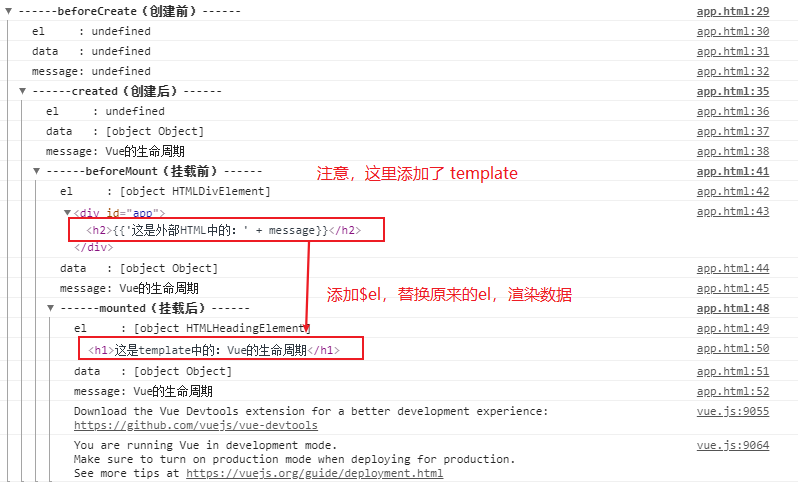 ------beforeCreate(创建前)------ app.html:29
el : undefined app.html:30
data : undefined app.html:31
message: undefined app.html:32
------created(创建后)------ app.html:35
el : undefined app.html:36
data : [object Object] app.html:37
message: Vue的生命周期 app.html:38
------beforeMount(挂载前)------ app.html:41
注意，这里添加了 template
el : [object HTMLDivElement] app.html:42
<div id="app"> app.html:43
<h2>{{'这是外部HTML中的：' + message}}</h2>
</div>
data : [object Object] app.html:44
message: Vue的生命周期 app.html:45
添加$el，替换原来的el，渲染数据
------mounted(挂载后)------ app.html:48
el : [object HTMLHeadingElement] app.html:49
<h1>这是template中的：Vue的生命周期</h1> app.html:50
data : [object Object] app.html:51
message: Vue的生命周期 app.html:52
Download the Vue Devtools extension for a better development experience: vue.js:9055
https://github.com/vuejs/vue-devtools
You are running Vue in development mode. vue.js:9064
Make sure to turn on production mode when deploying for production.
See more tips at https://vuejs.org/guide/deployment.html